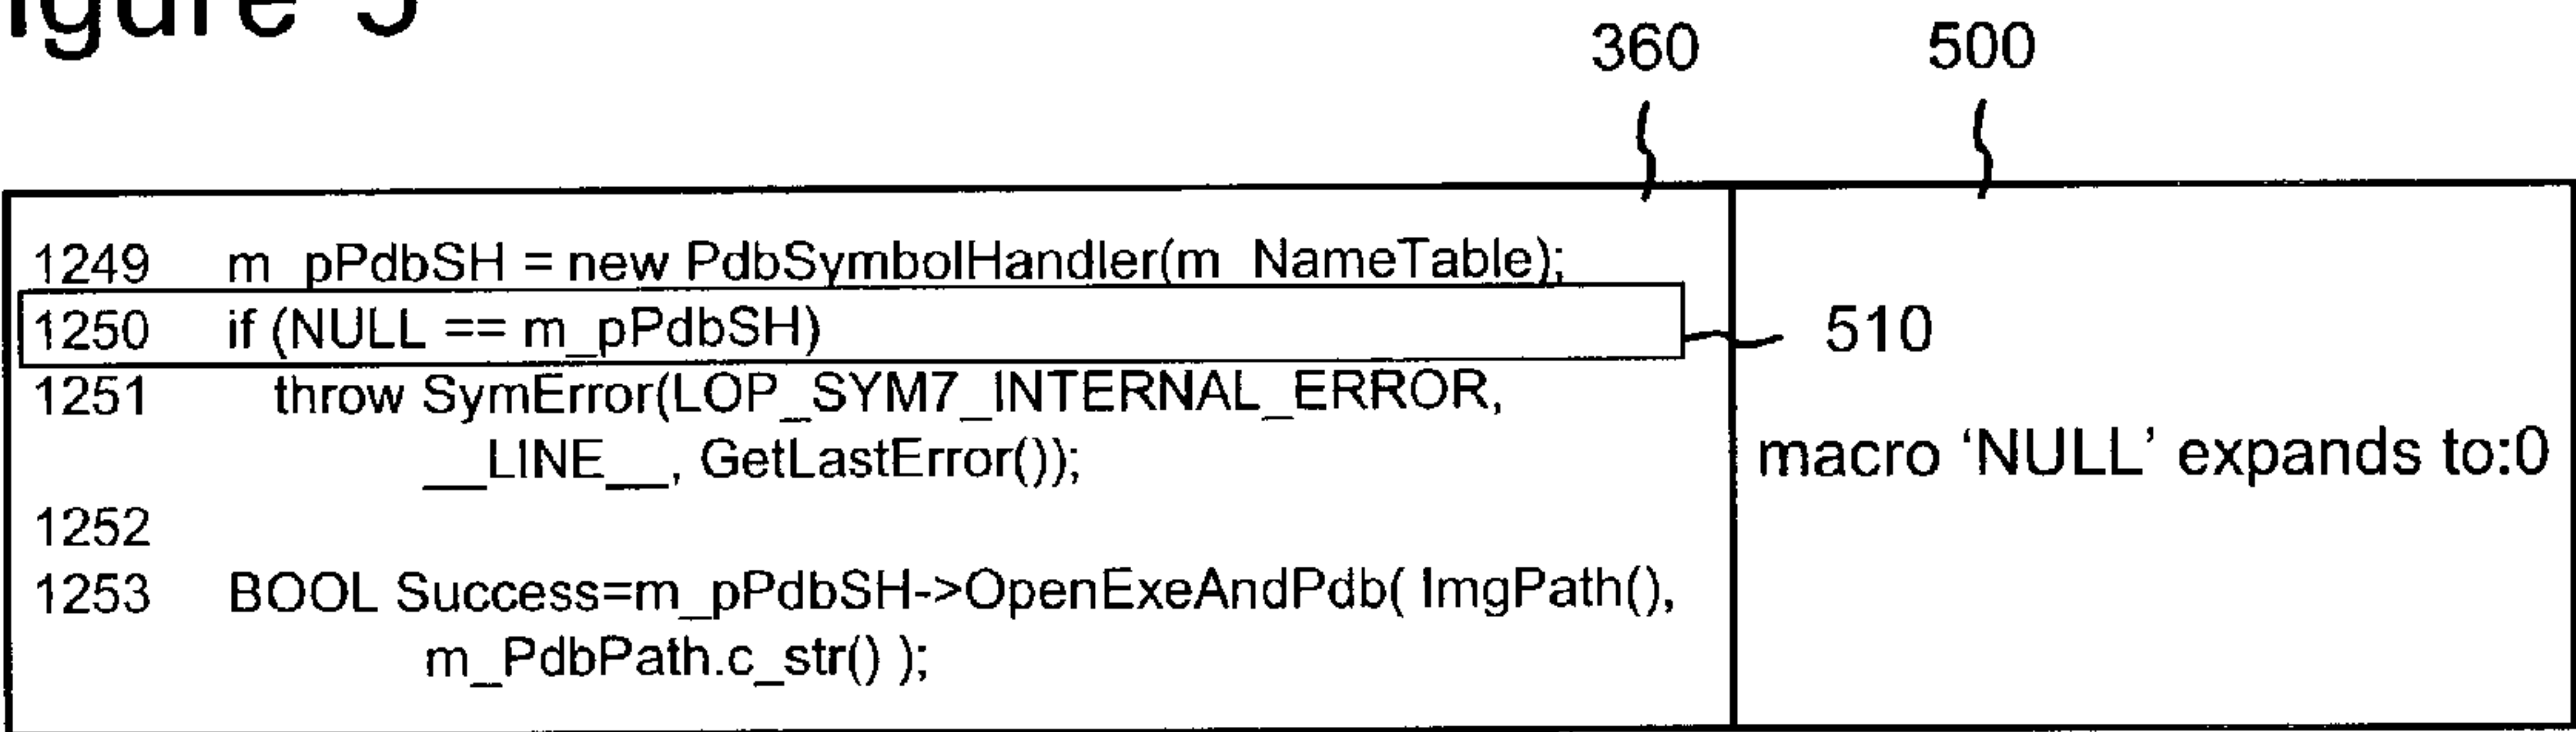 igure 5
360 500
1249 m_pPdbSH = new PdbSymbolHandler(m_NameTable);
1250 if (NULL == m_pPdbSH)
510
1251 throw SymError(LOP_SYM7_INTERNAL_ERROR,
__LINE__, GetLastError());
macro ‘NULL’ expands to:0
1252
1253 BOOL Success=m_pPdbSH->OpenExeAndPdb( ImgPath(),
m_PdbPath.c_str() );